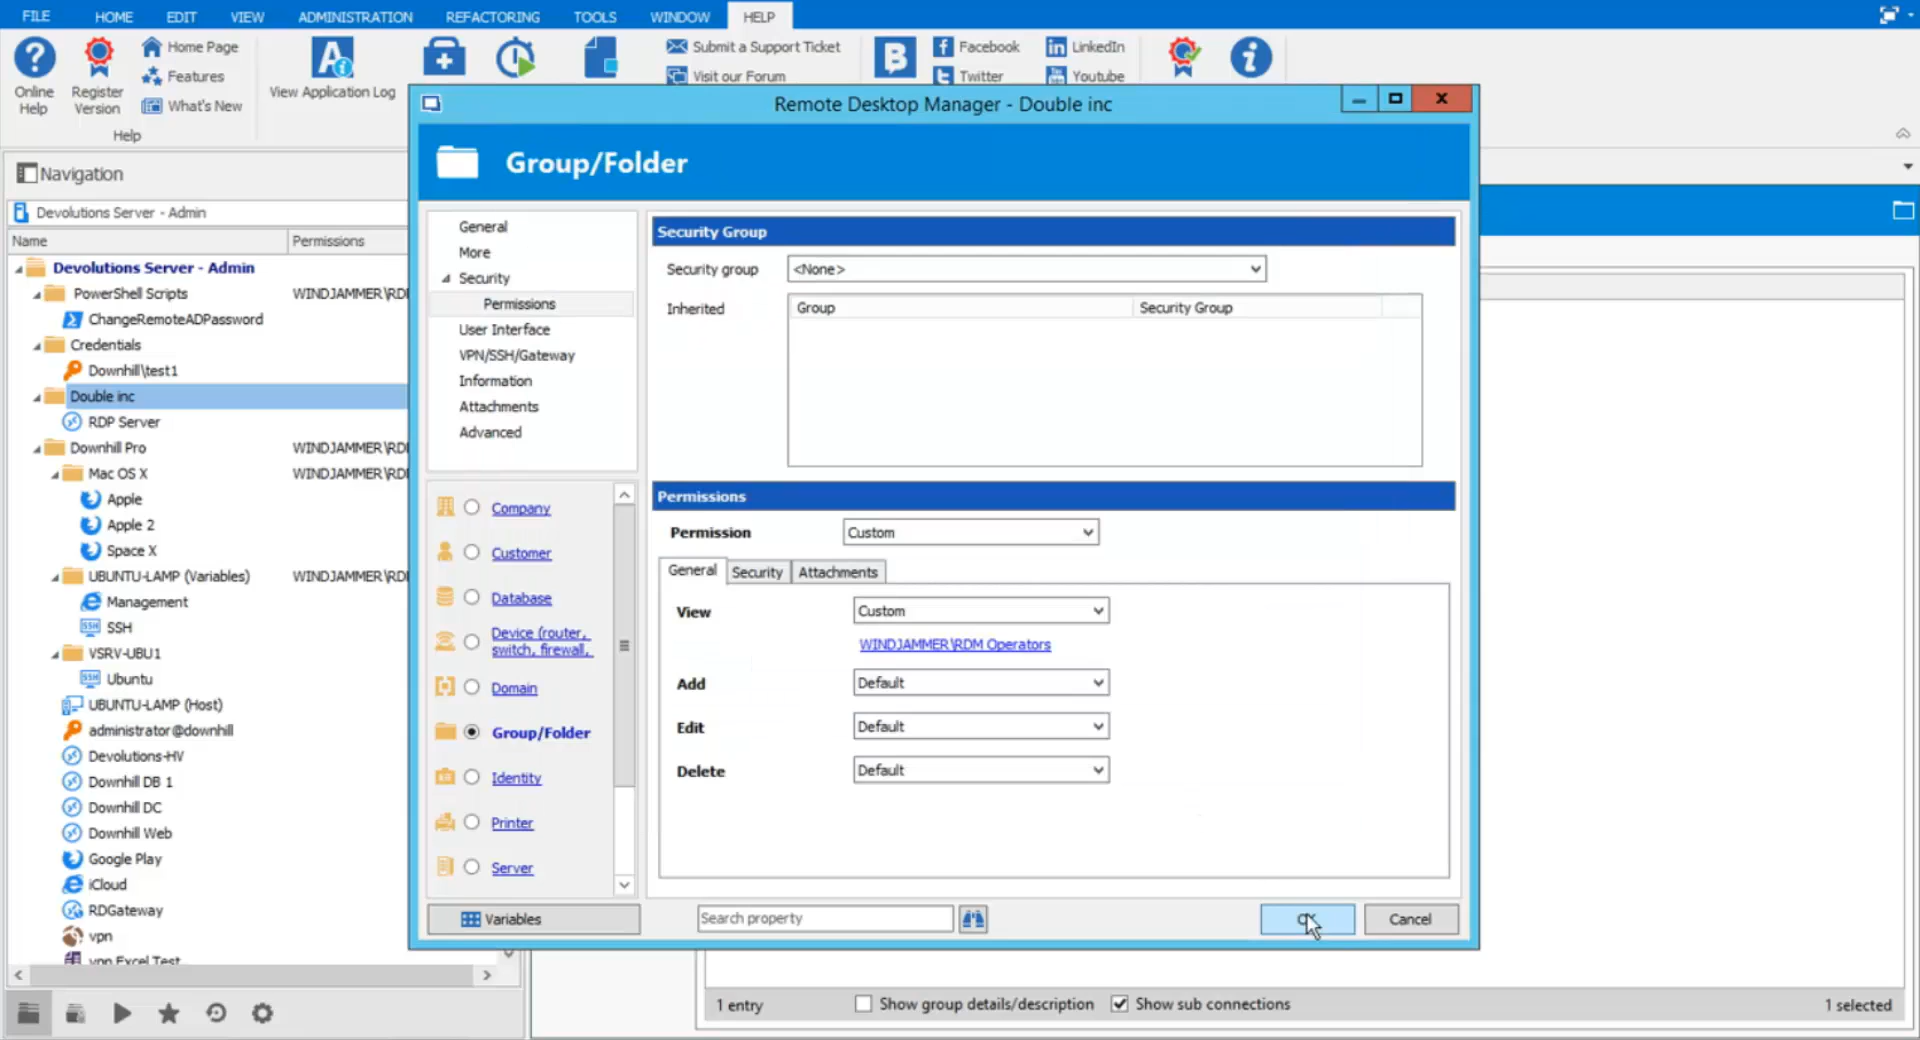 FILE HOME EDIT VIEW ADMINISTRATION REFACTORING TOOLS WINDOW HELP
Online Help
Register Version
Home Page
Features
What's New
Help
View Application Log
Submit a Support Ticket
Visit our Forum
Facebook
Twitter
LinkedIn
Youtube
Remote Desktop Manager - Double inc
Group/Folder
Navigation
Devolutions Server - Admin
Name Permissions
Devolutions Server - Admin
PowerShell Scripts WINDJAMMER\RD
ChangeRemoteADPassword
Credentials
Downhill\test1
Double inc
RDP Server
Downhill Pro WINDJAMMER\RD
Mac OS X WINDJAMMER\RD
Apple
Apple 2
Space X
UBUNTU-LAMP (Variables) WINDJAMMER\RD
Management
SSH
VSRV-UBU1
Ubuntu
UBUNTU-LAMP (Host)
administrator@downhill
Devolutions-HV
Downhill DB 1
Downhill DC
Downhill Web
Google Play
iCloud
RDGateway
vpn
vpn Excel Test
General
More
Security
Permissions
User Interface
VPN/SSH/Gateway
Information
Attachments
Advanced
Company
Customer
Database
Device (router,
switch, firewall,
Domain
Group/Folder
Identity
Printer
Server
Variables
Security Group
Security group <None>
Inherited Group Security Group
Permissions
Permission Custom
General Security Attachments
View Custom
WINDJAMMER\RDM Operators
Add Default
Edit Default
Delete Default
Search property
Cancel
1 entry Show group details/description Show sub connections 1 selected